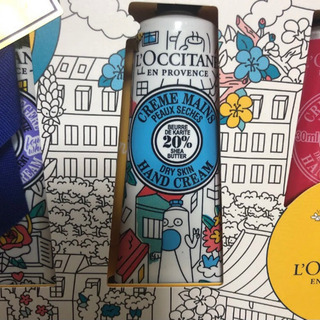 L'OCCITANE
EN PROVENCE
CRÈME MAINS
PEAUX SÈCHES
BEURRE
DE KARITÉ
20%
SHEA
BUTTER
DRY SKIN
HAND CREAM
30ml
L'O
EN